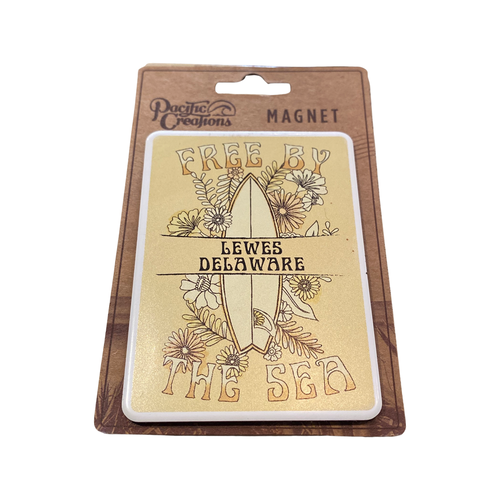 Pacific
Creations
MAGNET
FREE BY
LEWES
DELAWARE
THE SEA